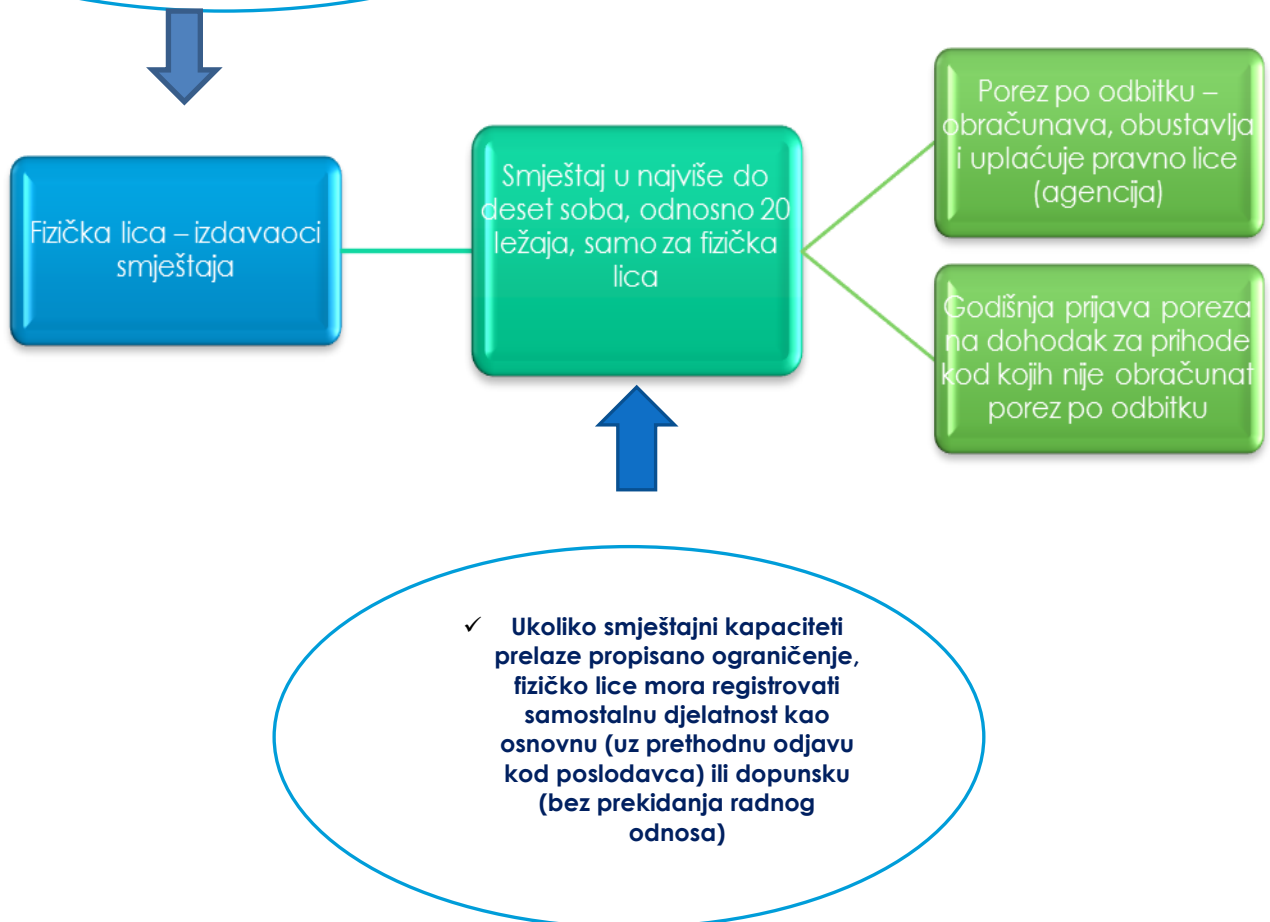 Fizička lica – izdavaoci
smještaja
Smještaj u najviše do
deset soba, odnosno 20
ležaja, samo za fizička
lica
Porez po odbitku –
obračunava, obustavlja
i uplaćuje pravno lice
(agencija)
Godišnja prijava poreza
na dohodak za prihode
kod kojih nije obračunat
porez po odbitku
✓ Ukoliko smještajni kapaciteti
prelaze propisano ograničenje,
fizičko lice mora registrovati
samostalnu djelatnost kao
osnovnu (uz prethodnu odjavu
kod poslodavca) ili dopunsku
(bez prekidanja radnog
odnosa)